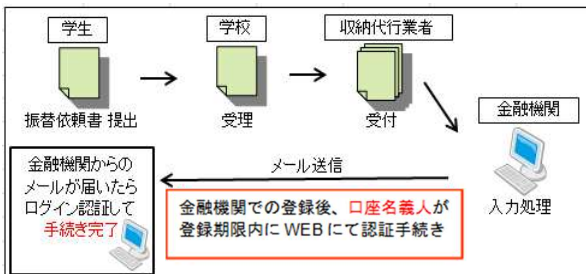 学生
学校
収納代行業者
振替依頼書 提出
受理
受付
金融機関
入力処理
メール送信
金融機関からの
メールが届いたら
ログイン認証して
手続き完了
金融機関での登録後、口座名義人が
登録期限内に WEB にて認証手続き